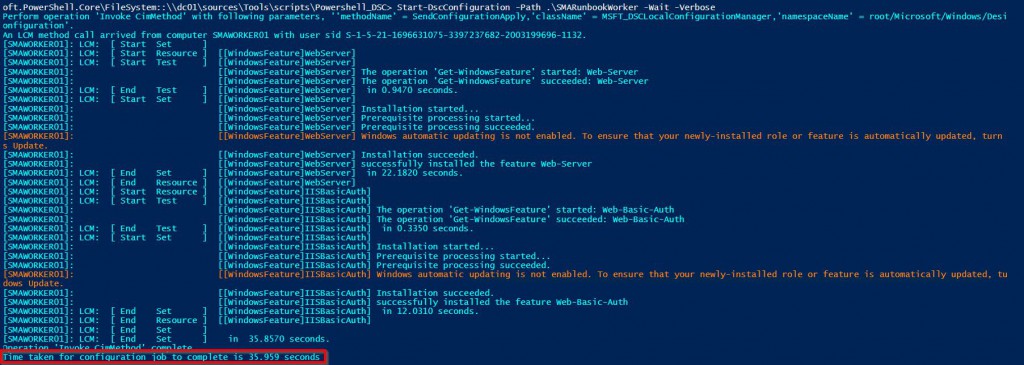 oft.PowerShell.Core\FileSystem::\\dc01\sources\Tools\scripts\Powershell_DSC> Start-DscConfiguration -Path .\SMARunbookWorker -Wait -Verbose
Perform operation 'Invoke CimMethod' with following parameters, ''methodName' = SendConfigurationApply,'className' = MSFT_DSCLocalConfigurationManager,'namespaceName' = root/Microsoft/Windows/Desi
onfiguration'.
An LCM method call arrived from computer SMAWORKER01 with user sid S-1-5-21-1696631075-3397237682-2003199696-1132.
[SMAWORKER01]: LCM:  [ Start  Set      ]
[SMAWORKER01]: LCM:  [ Start  Resource ]  [[WindowsFeature]WebServer]
[SMAWORKER01]: LCM:  [ Start  Test     ]  [[WindowsFeature]WebServer]
[SMAWORKER01]:                            [[WindowsFeature]WebServer] The operation 'Get-WindowsFeature' started: Web-Server
[SMAWORKER01]:                            [[WindowsFeature]WebServer] The operation 'Get-WindowsFeature' succeeded: Web-Server
[SMAWORKER01]: LCM:  [ End    Test     ]  [[WindowsFeature]WebServer]  in 0.9470 seconds.
[SMAWORKER01]: LCM:  [ Start  Set      ]  [[WindowsFeature]WebServer]
[SMAWORKER01]:                            [[WindowsFeature]WebServer] Installation started...
[SMAWORKER01]:                            [[WindowsFeature]WebServer] Prerequisite processing started...
[SMAWORKER01]:                            [[WindowsFeature]WebServer] Prerequisite processing succeeded.
[SMAWORKER01]:                            [[WindowsFeature]WebServer] Windows automatic updating is not enabled. To ensure that your newly-installed role or feature is automatically updated, turn
s Update.
[SMAWORKER01]:                            [[WindowsFeature]WebServer] Installation succeeded.
[SMAWORKER01]:                            [[WindowsFeature]WebServer] successfully installed the feature Web-Server
[SMAWORKER01]: LCM:  [ End    Set      ]  [[WindowsFeature]WebServer]  in 22.1820 seconds.
[SMAWORKER01]: LCM:  [ End    Resource ]  [[WindowsFeature]WebServer]
[SMAWORKER01]: LCM:  [ Start  Resource ]  [[WindowsFeature]IISBasicAuth]
[SMAWORKER01]: LCM:  [ Start  Test     ]  [[WindowsFeature]IISBasicAuth]
[SMAWORKER01]:                            [[WindowsFeature]IISBasicAuth] The operation 'Get-WindowsFeature' started: Web-Basic-Auth
[SMAWORKER01]:                            [[WindowsFeature]IISBasicAuth] The operation 'Get-WindowsFeature' succeeded: Web-Basic-Auth
[SMAWORKER01]: LCM:  [ End    Test     ]  [[WindowsFeature]IISBasicAuth]  in 0.3350 seconds.
[SMAWORKER01]: LCM:  [ Start  Set      ]  [[WindowsFeature]IISBasicAuth]
[SMAWORKER01]:                            [[WindowsFeature]IISBasicAuth] Installation started...
[SMAWORKER01]:                            [[WindowsFeature]IISBasicAuth] Prerequisite processing started...
[SMAWORKER01]:                            [[WindowsFeature]IISBasicAuth] Prerequisite processing succeeded.
[SMAWORKER01]:                            [[WindowsFeature]IISBasicAuth] Windows automatic updating is not enabled. To ensure that your newly-installed role or feature is automatically updated, tu
dows Update.
[SMAWORKER01]:                            [[WindowsFeature]IISBasicAuth] Installation succeeded.
[SMAWORKER01]:                            [[WindowsFeature]IISBasicAuth] successfully installed the feature Web-Basic-Auth
[SMAWORKER01]: LCM:  [ End    Set      ]  [[WindowsFeature]IISBasicAuth]  in 12.0310 seconds.
[SMAWORKER01]: LCM:  [ End    Resource ]  [[WindowsFeature]IISBasicAuth]
[SMAWORKER01]: LCM:  [ End    Set      ]
[SMAWORKER01]: LCM:  [ End    Set      ]    in  35.8570 seconds.
Operation 'Invoke CimMethod' complete.
Time taken for configuration job to complete is 35.959 seconds